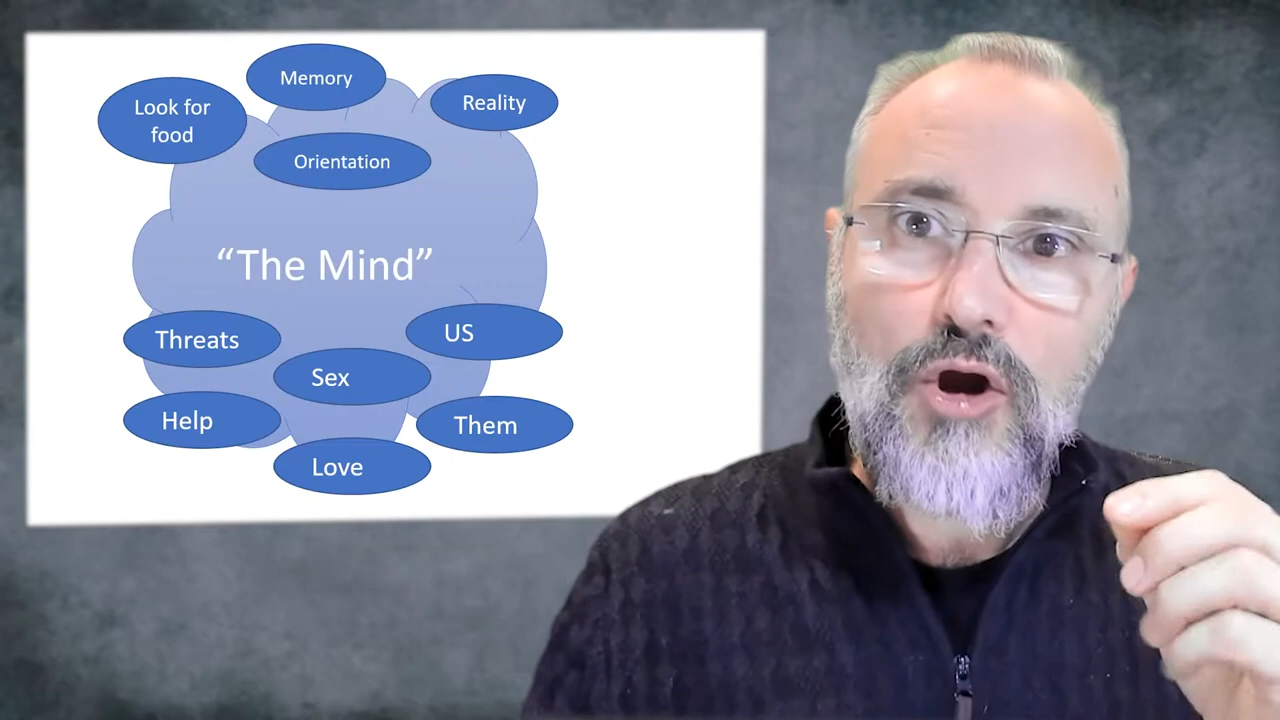 Memory
Look for
food
Reality
Orientation
“The Mind”
Threats
US
Sex
Help
Them
Love